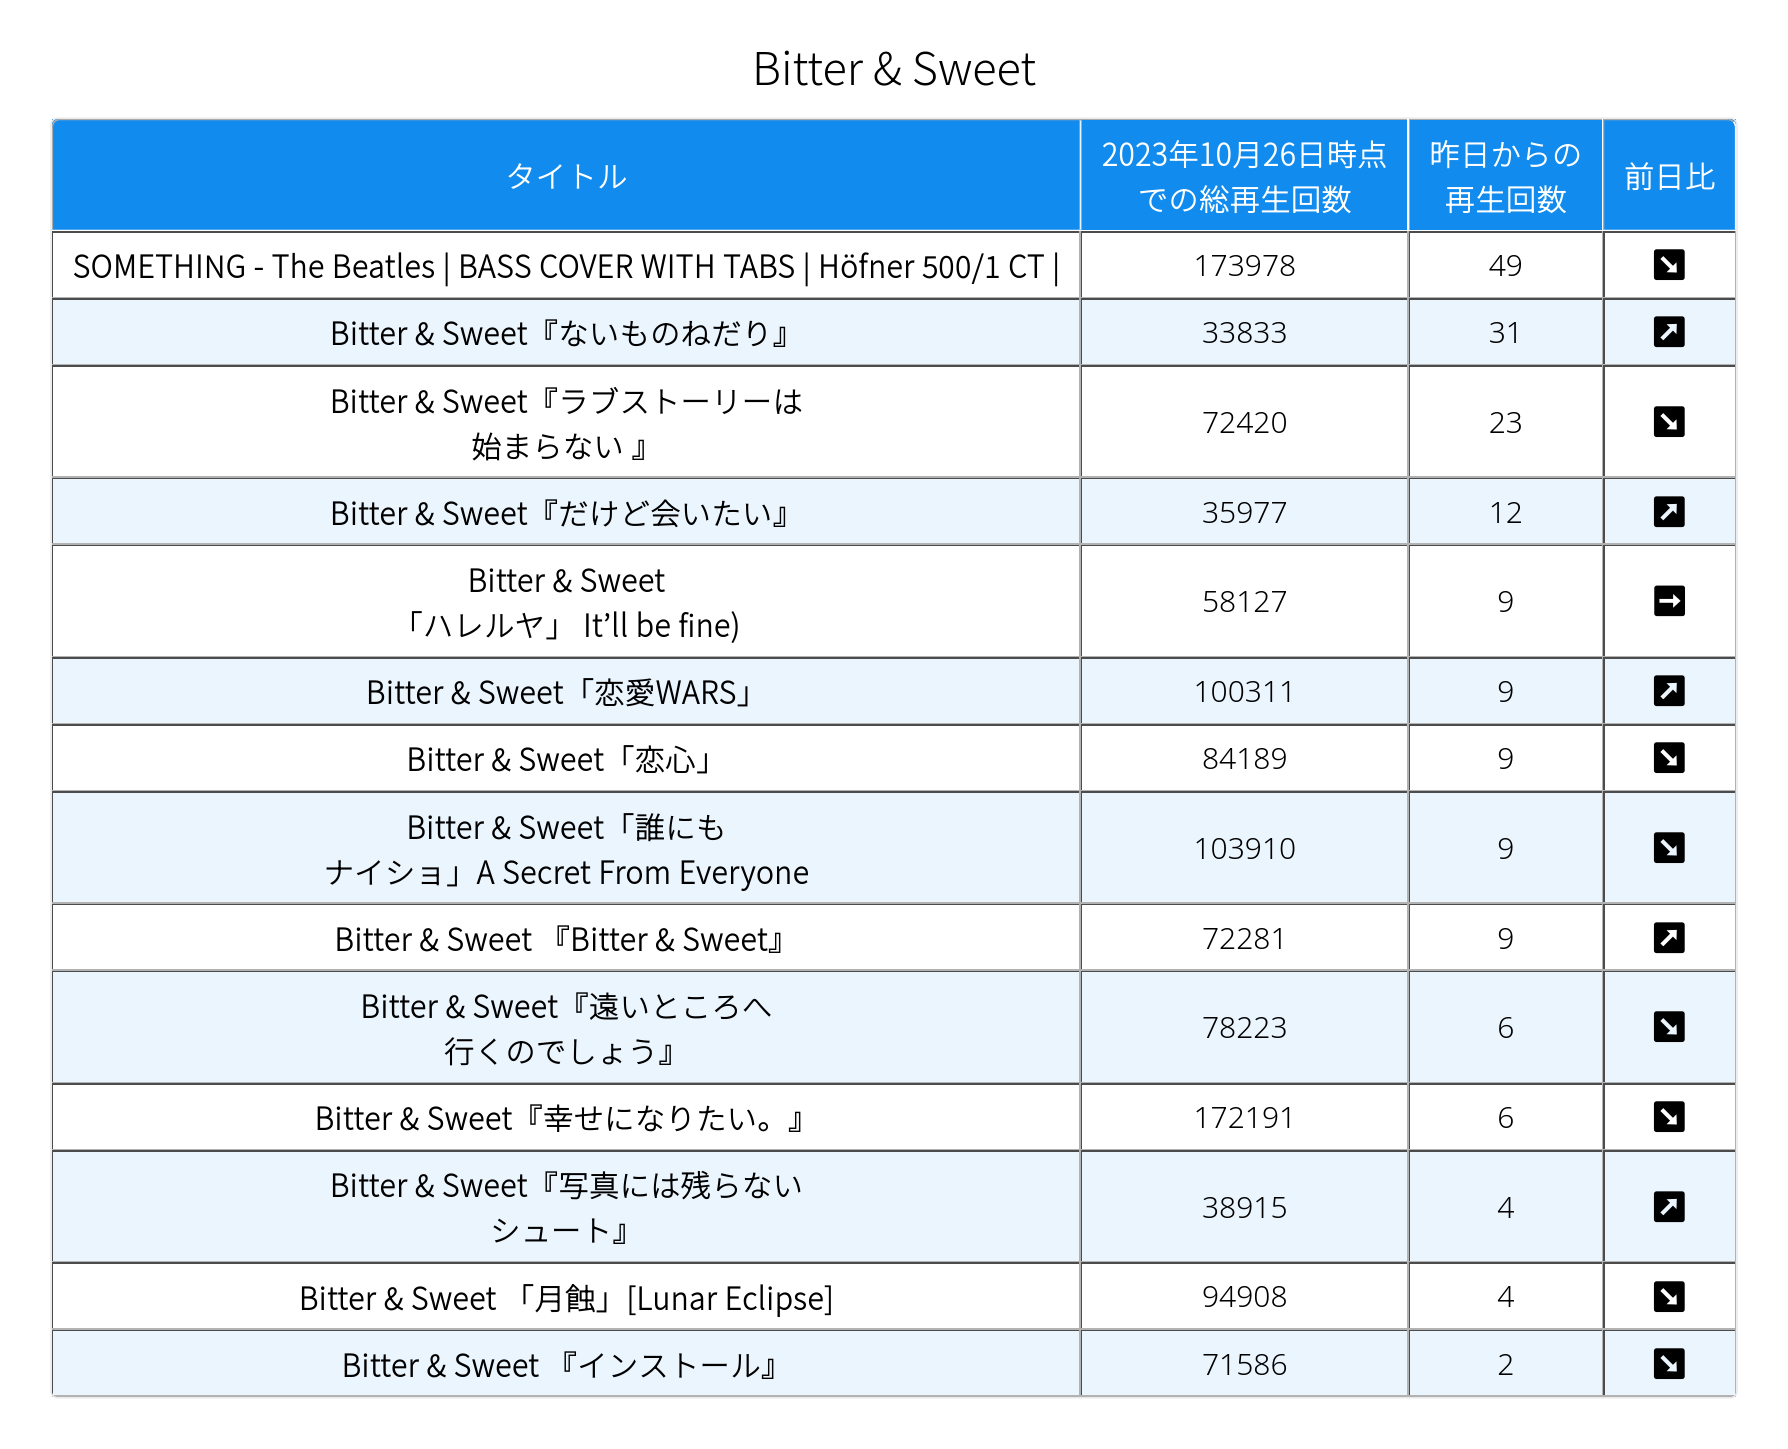 Bitter & Sweet
タイトル
2023年10月26日時点
での総再生回数
昨日からの
再生回数
前日比
SOMETHING - The Beatles | BASS COVER WITH TABS | Höfner 500/1 CT |
173978
49
Bitter & Sweet『ないものねだり』
33833
31
Bitter & Sweet『ラブストーリーは
始まらない 』
72420
23
Bitter & Sweet『だけど会いたい』
35977
12
Bitter & Sweet
「ハレルヤ」 It’ll be fine)
58127
9
Bitter & Sweet「恋愛WARS」
100311
9
Bitter & Sweet「恋心」
84189
9
Bitter & Sweet「誰にも
ナイショ」A Secret From Everyone
103910
9
Bitter & Sweet 『Bitter & Sweet』
72281
9
Bitter & Sweet『遠いところへ
行くのでしょう』
78223
6
Bitter & Sweet『幸せになりたい。』
172191
6
Bitter & Sweet『写真には残らない
シュート』
38915
4
Bitter & Sweet 「月蝕」[Lunar Eclipse]
94908
4
Bitter & Sweet 『インストール』
71586
2